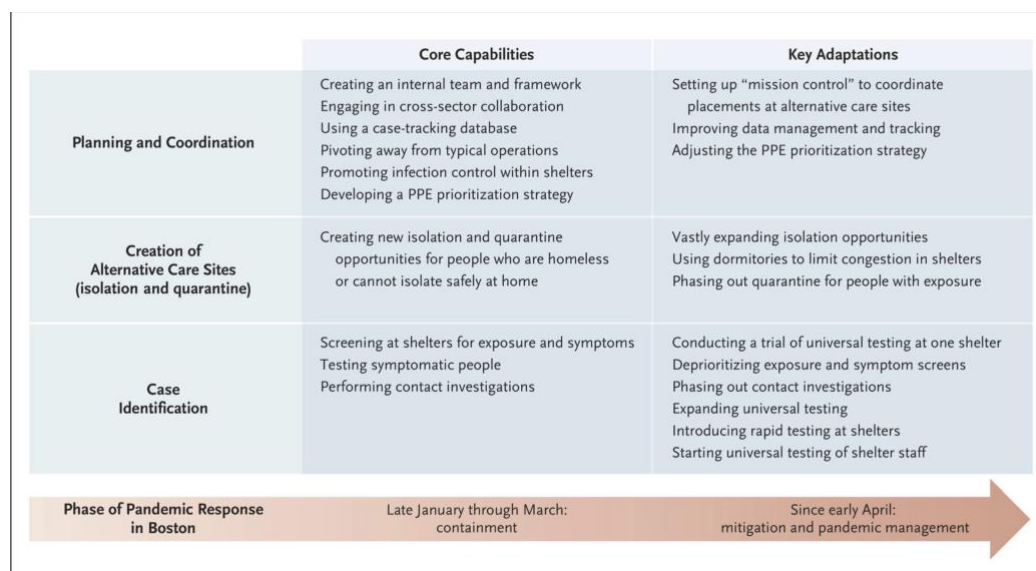 Core Capabilities
Key Adaptations
Planning and Coordination
Creating an internal team and framework
Engaging in cross-sector collaboration
Using a case-tracking database
Pivoting away from typical operations
Promoting infection control within shelters
Developing a PPE prioritization strategy
Setting up “mission control” to coordinate
placements at alternative care sites
Improving data management and tracking
Adjusting the PPE prioritization strategy
Creation of
Alternative Care Sites
(isolation and quarantine)
Creating new isolation and quarantine
opportunities for people who are homeless
or cannot isolate safely at home
Vastly expanding isolation opportunities
Using dormitories to limit congestion in shelters
Phasing out quarantine for people with exposure
Case
Identification
Screening at shelters for exposure and symptoms
Testing symptomatic people
Performing contact investigations
Conducting a trial of universal testing at one shelter
Deprioritizing exposure and symptom screens
Phasing out contact investigations
Expanding universal testing
Introducing rapid testing at shelters
Starting universal testing of shelter staff
Phase of Pandemic Response
in Boston
Late January through March:
containment
Since early April:
mitigation and pandemic management